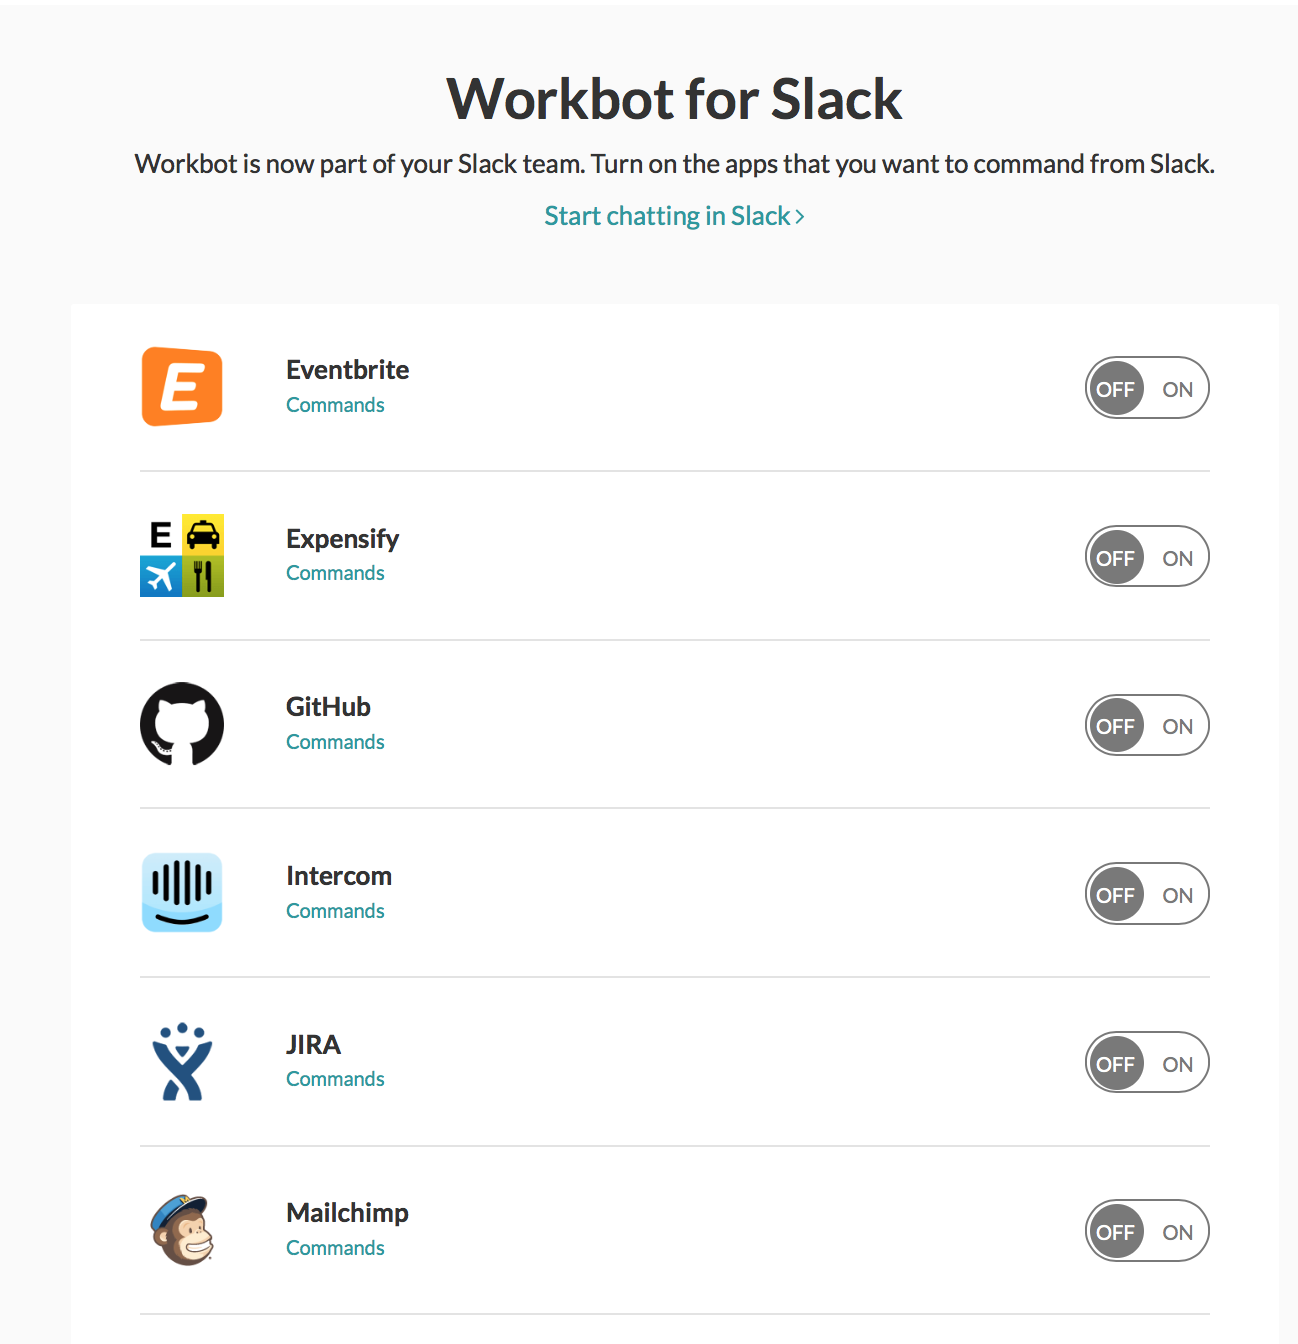 Workbot for Slack
Workbot is now part of your Slack team. Turn on the apps that you want to command from Slack.
Start chatting in Slack >
E
Eventbrite
Commands
OFF ON
E
Expensify
Commands
OFF ON
GitHub
Commands
OFF ON
Intercom
Commands
OFF ON
JIRA
Commands
OFF ON
Mailchimp
Commands
OFF ON